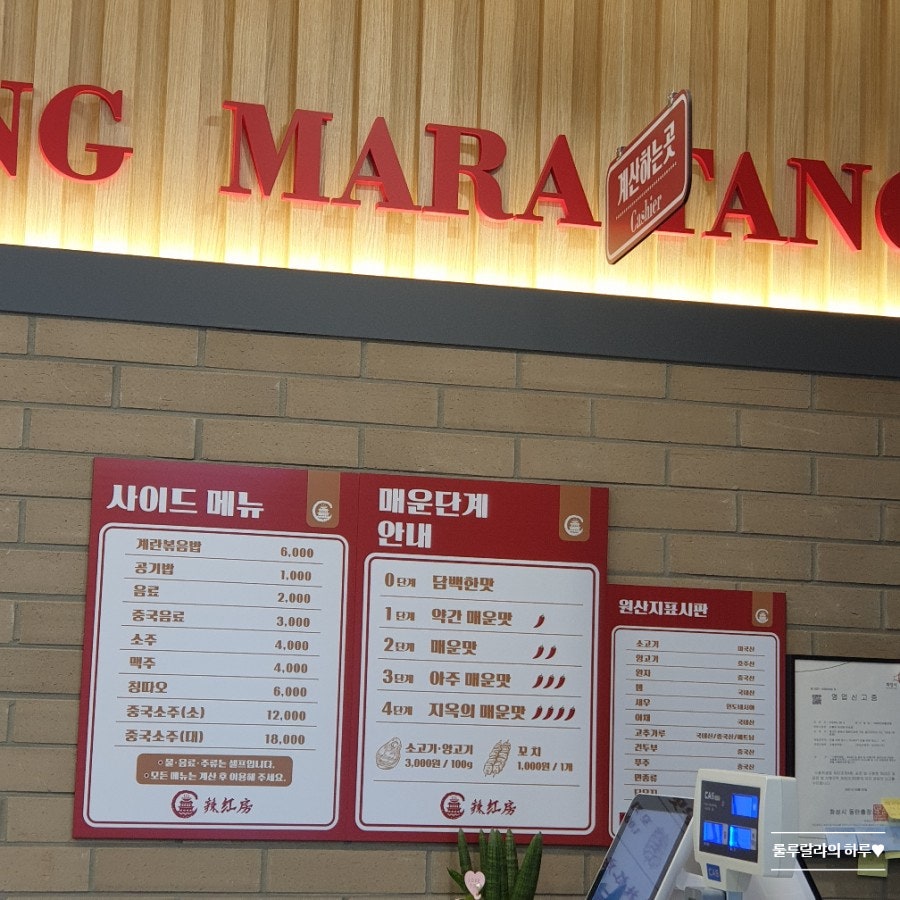 NG MARA TANG
계산하는곳
Cashier
사이드 메뉴
계란볶음밥 6,000
공기밥 1,000
음료 2,000
중국음료 3,000
소주 4,000
맥주 4,000
칭따오 6,000
중국소주(소) 12,000
중국소주(대) 18,000
○ 물·음료·주류는 셀프입니다.
○ 모든 메뉴는 계산 후 이용해 주세요.
辣红房
매운단계
안내
0단계 담백한맛
1단계 약간 매운맛
2단계 매운맛
3단계 아주 매운맛
4단계 지옥의 매운맛
소고기·양고기
3,000원 / 100g
꼬치
1,000원 / 1개
辣红房
원산지표시판
소고기 미국산
양고기 호주산
완자 중국산
햄 국내산
새우 인도네시아
야채 국내산
고추가루 국내산/중국산/베트남
건두부 중국산
푸주 중국산
면종류
영업신고증
CAS
CAS
룰루랄라의 하루♥